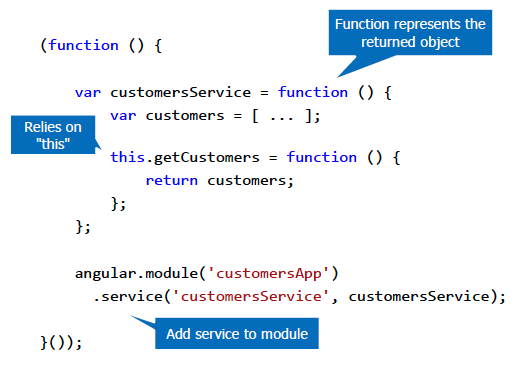 Function represents the
returned object
(function () {
var customersService = function () {
var customers = [ ... ];
Relies on
"this"
this.getCustomers = function () {
return customers;
};
};
angular.module('customersApp')
.service('customersService', customersService);
Add service to module
}());